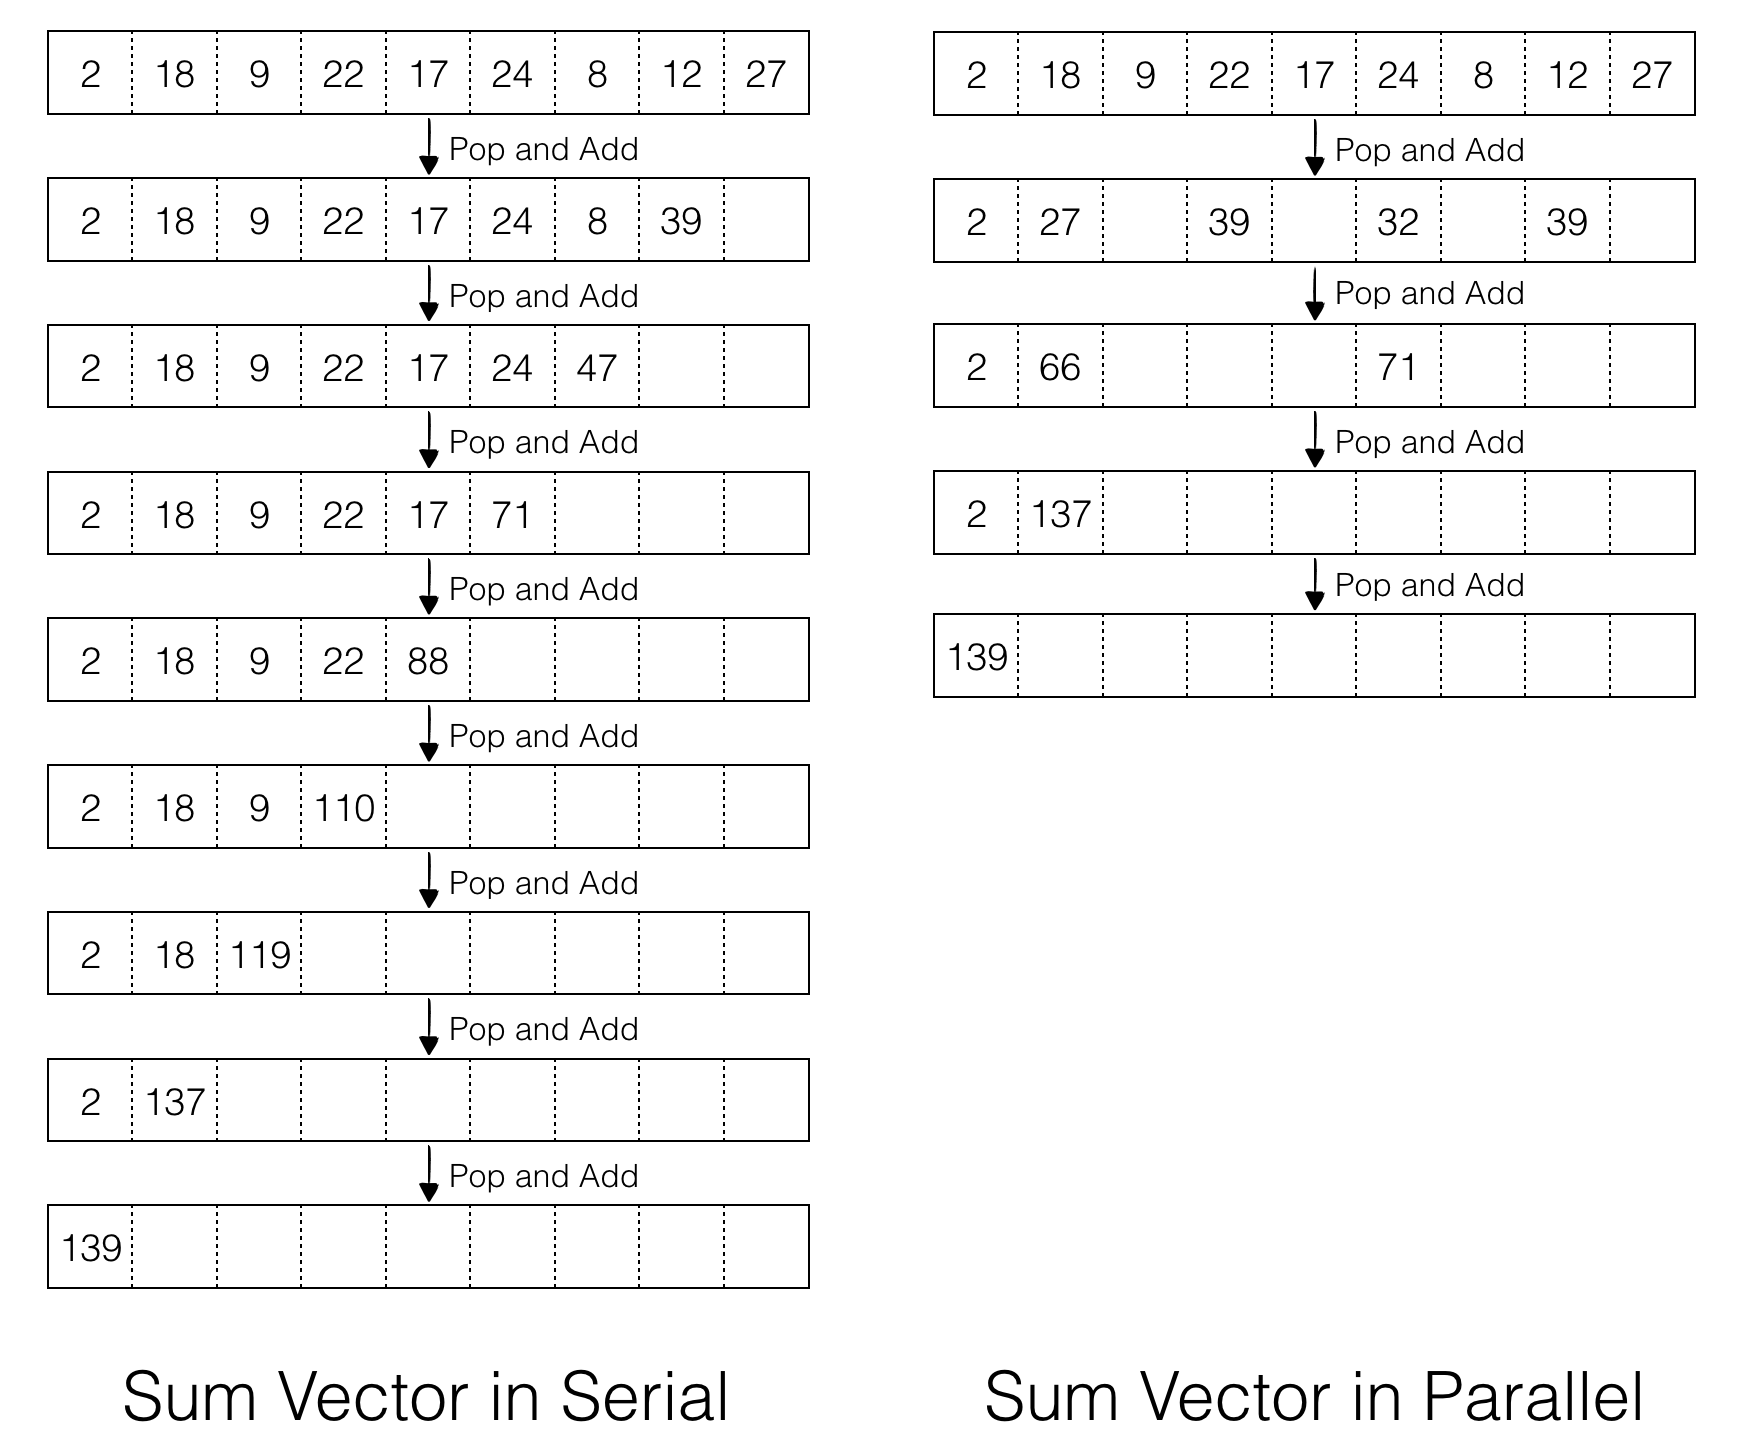 2 18 9 22 17 24 8 12 27
Pop and Add
2 18 9 22 17 24 8 39
Pop and Add
2 18 9 22 17 24 47
Pop and Add
2 18 9 22 17 71
Pop and Add
2 18 9 22 88
Pop and Add
2 18 9 110
Pop and Add
2 18 119
Pop and Add
2 137
Pop and Add
139
Sum Vector in Serial
2 18 9 22 17 24 8 12 27
Pop and Add
2 27 39 32 39
Pop and Add
2 66 71
Pop and Add
2 137
Pop and Add
139
Sum Vector in Parallel